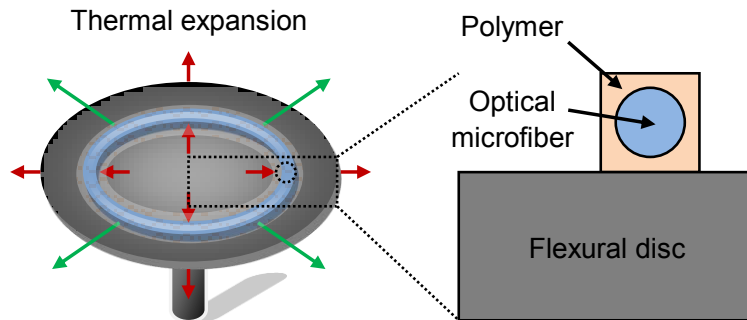 Thermal expansion
Polymer
Optical
microfiber
Flexural disc